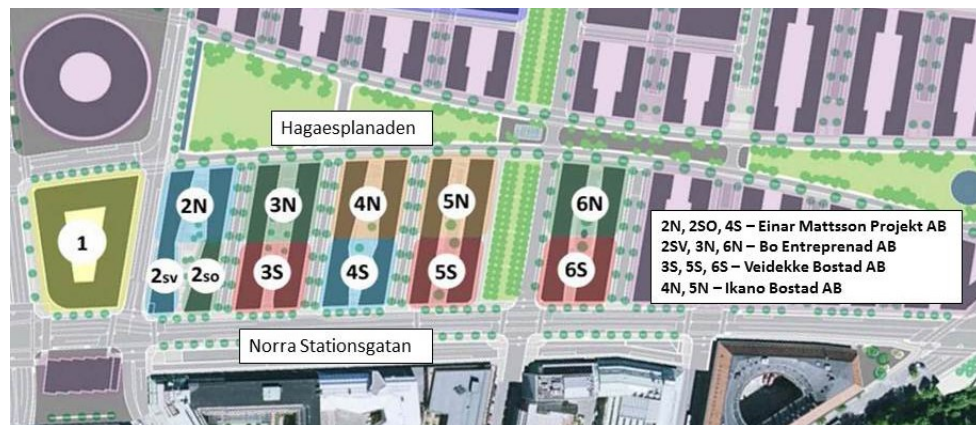 Hagaesplanaden
2N
3N
4N
5N
6N
1
2sv
2so
3S
4S
5S
6S
2N, 2SO, 4S – Einar Mattsson Projekt AB
2SV, 3N, 6N – Bo Entreprenad AB
3S, 5S, 6S – Veidekke Bostad AB
4N, 5N – Ikano Bostad AB
Norra Stationsgatan